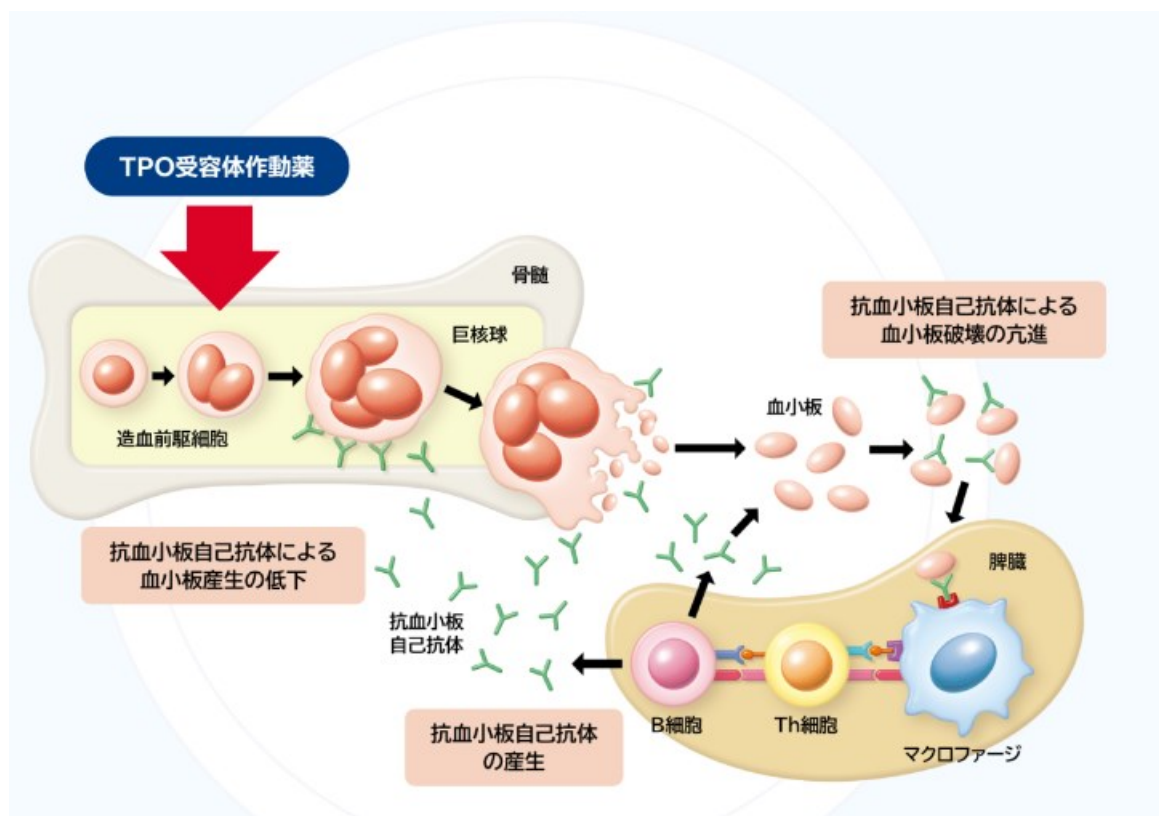 TPO受容体作動薬
骨髄
巨核球
造血前駆細胞
抗血小板自己抗体による
血小板破壊の亢進
血小板
抗血小板自己抗体による
血小板産生の低下
抗血小板
自己抗体
脾臓
B細胞
Th細胞
マクロファージ
抗血小板自己抗体
の産生